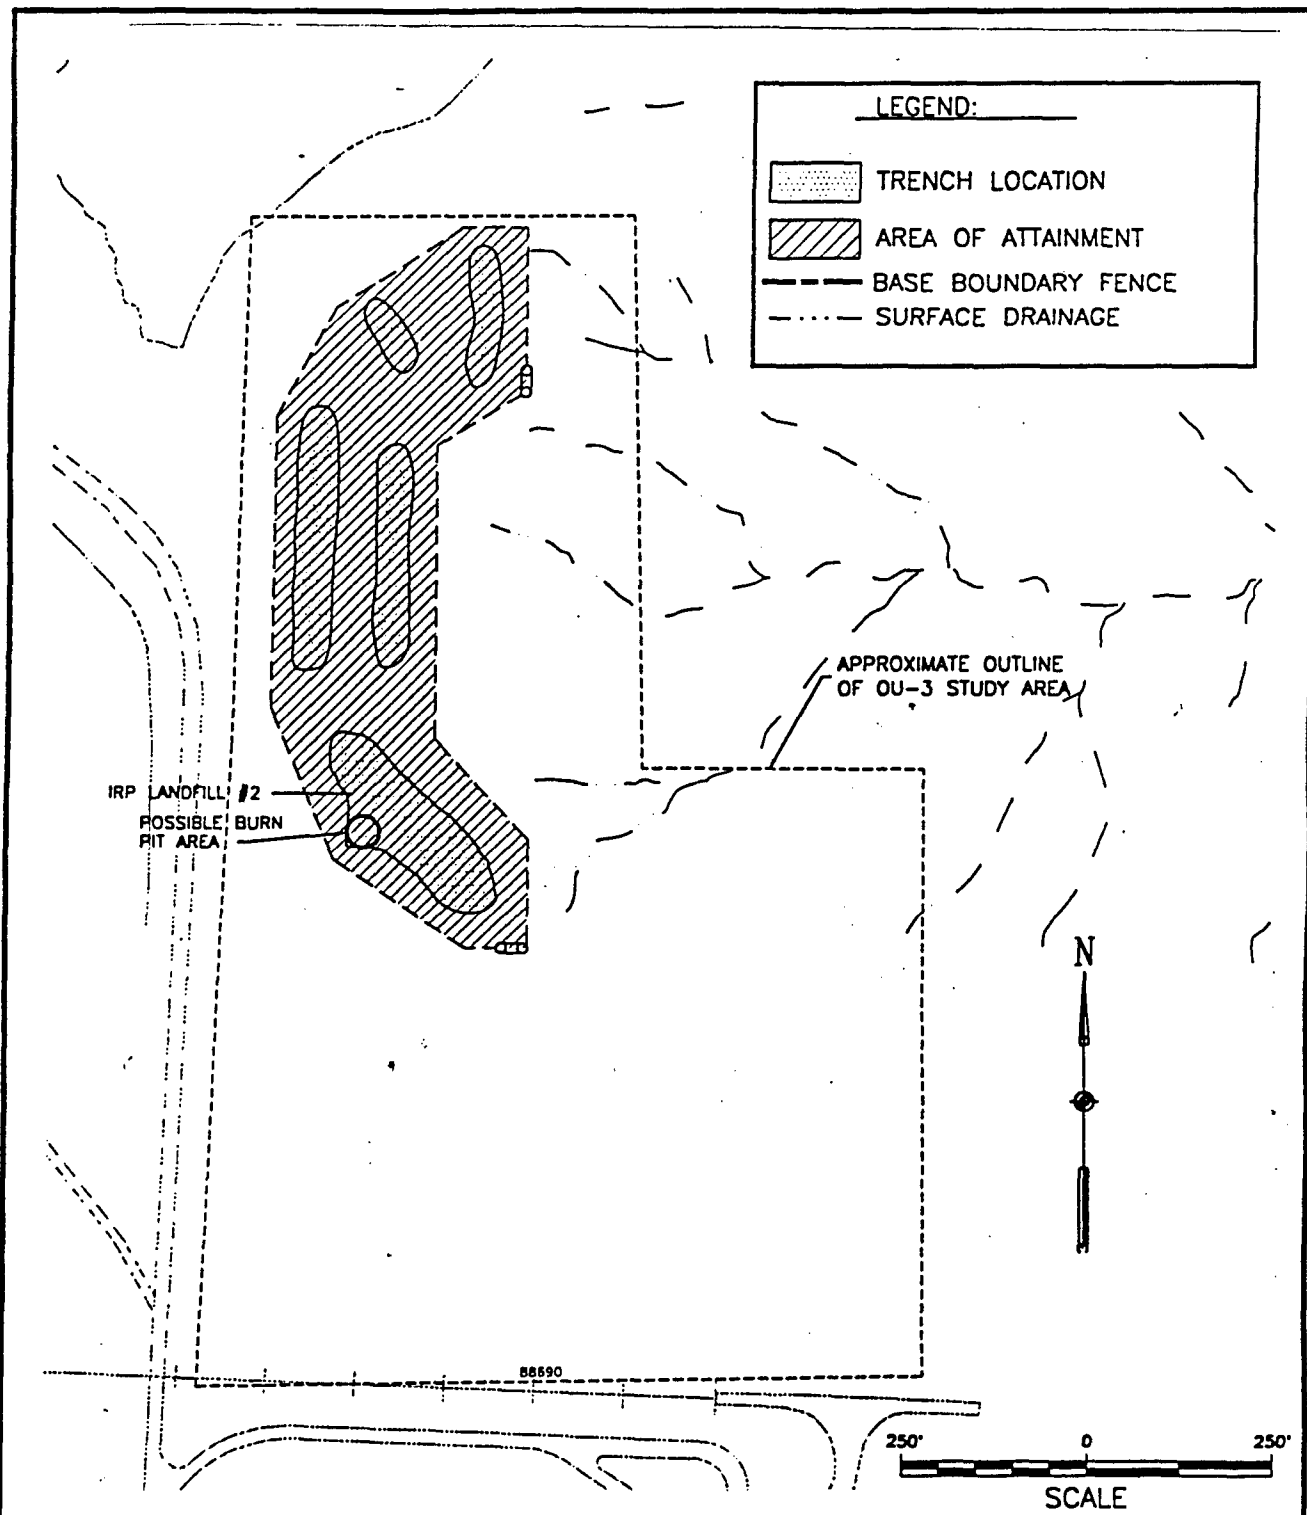 LEGEND:
TRENCH LOCATION
AREA OF ATTAINMENT
BASE BOUNDARY FENCE
SURFACE DRAINAGE
APPROXIMATE OUTLINE
OF OU-3 STUDY AREA
IRP LANDFILL #2
POSSIBLE BURN
PIT AREA
N
88690
250' 0 250'
SCALE